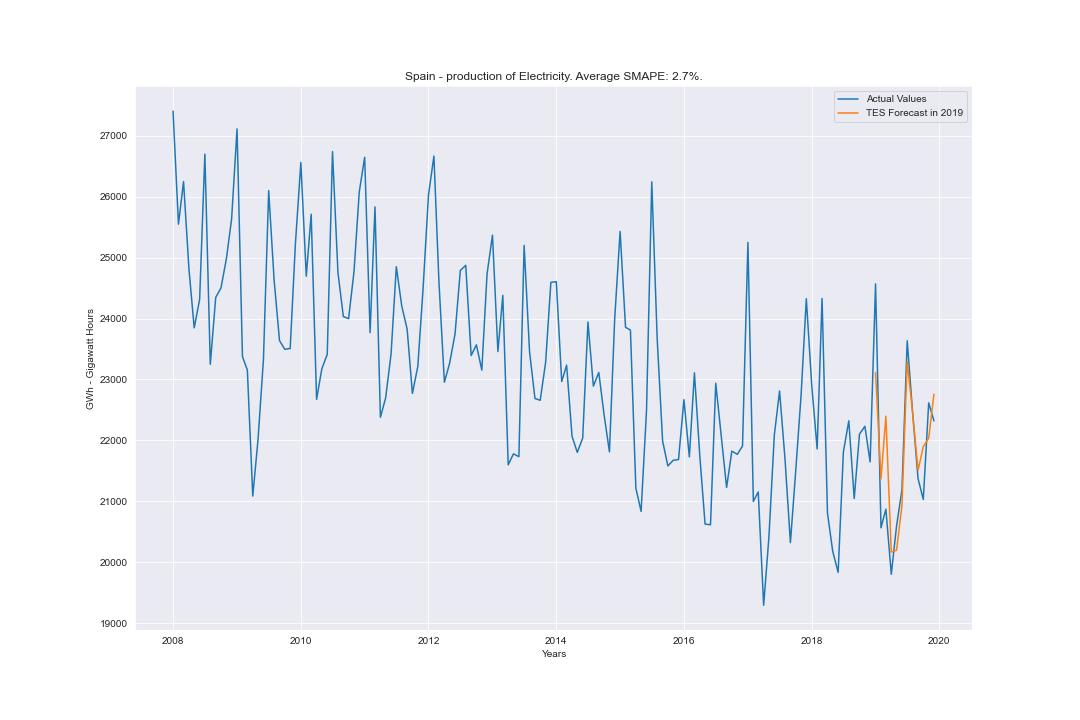 Spain - production of Electricity. Average SMAPE: 2.7%.
Actual Values
TES Forecast in 2019
GWh - Gigawatt Hours
27000
26000
25000
24000
23000
22000
21000
20000
19000
2008 2010 2012 2014 2016 2018 2020
Years